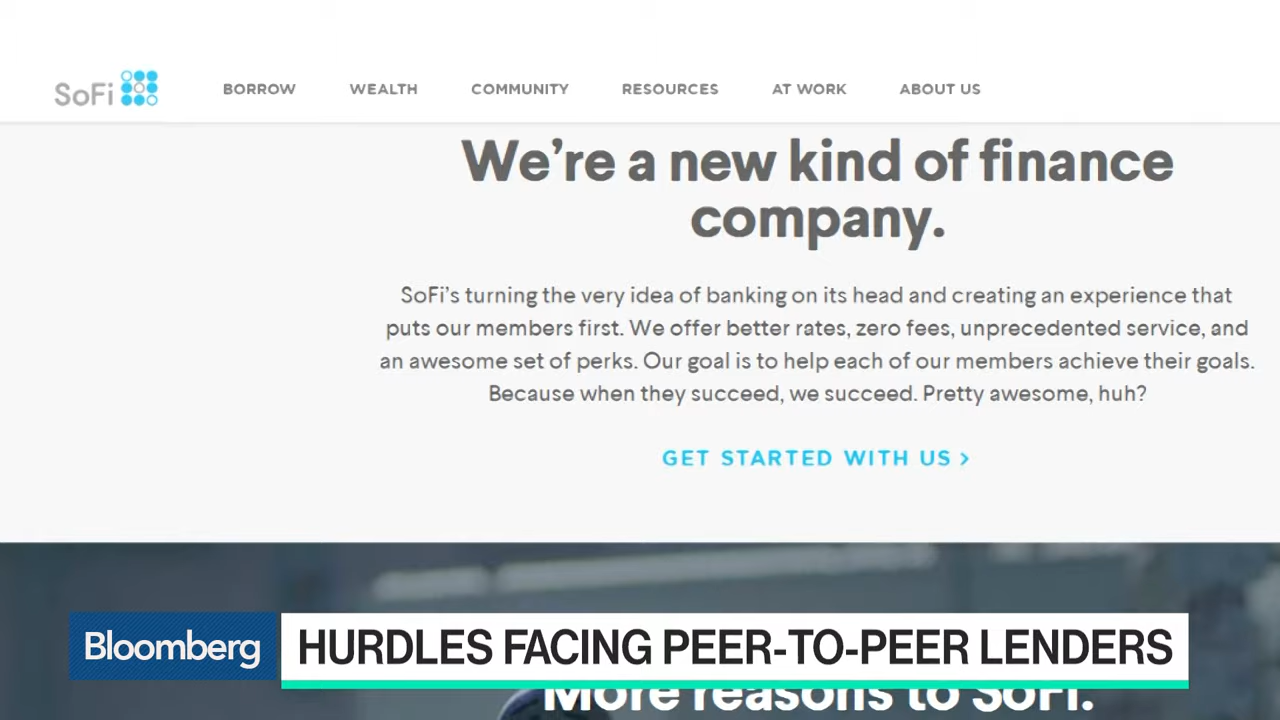 SoFi
BORROW WEALTH COMMUNITY RESOURCES AT WORK ABOUT US
We're a new kind of finance
company.
SoFi's turning the very idea of banking on its head and creating an experience that
puts our members first. We offer better rates, zero fees, unprecedented service, and
an awesome set of perks. Our goal is to help each of our members achieve their goals.
Because when they succeed, we succeed. Pretty awesome, huh?
GET STARTED WITH US >
Bloomberg
HURDLES FACING PEER-TO-PEER LENDERS
More reasons to SoFi.